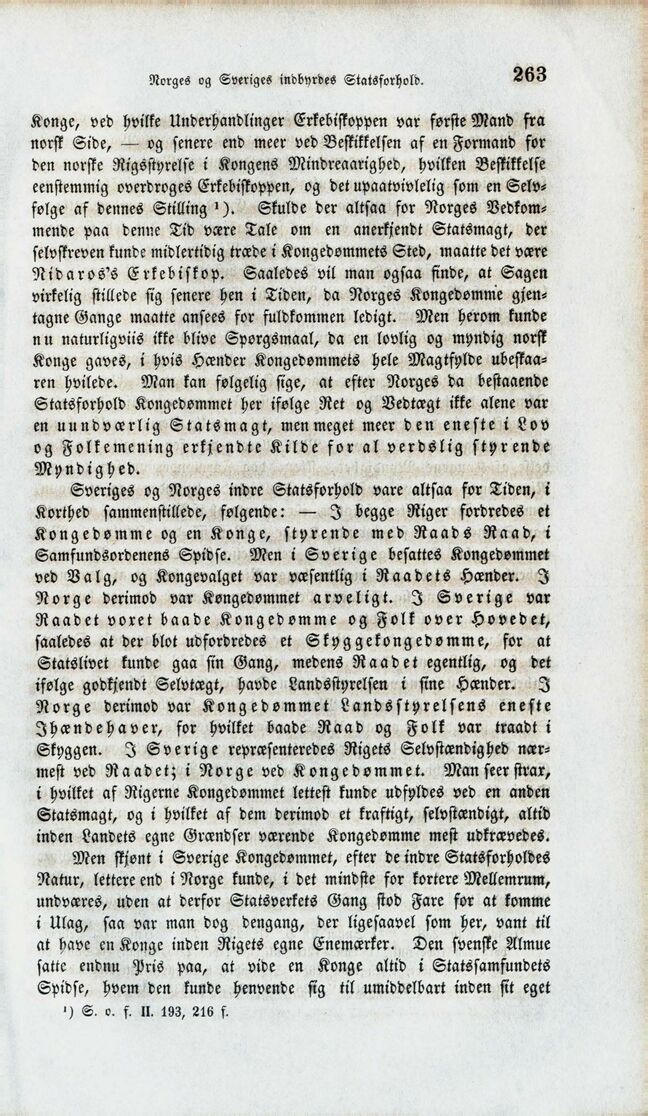 Norges og Sveriges indbyrdes Statsforhold. 263
Konge, ved hvilke Underhandlinger Erkebiskoppen var første Mand fra
norsk Side, — og senere end meer ved Beskikkelsen af en Formand for
den norske Rigsstyrelse i Kongens Mindreaarighed, hvilken Beskikkelse
eenstemmig overdroges Erkebiskoppen, og det upaatvivlelig som en Selv-
følge af dennes Stilling ¹). Skulde der altsaa for Norges Vedkom-
mende paa denne Tid være Tale om en anerkjendt Statsmagt, der
selvskreven kunde midlertidig træde i Kongedømmets Sted, maatte det være
Nidaros's Erkebiskop. Saaledes vil man ogsaa finde, at Sagen
virkelig stillede sig senere hen i Tiden, da Norges Kongedømme gjen-
tagne Gange maatte ansees for fuldkommen ledigt. Men herom kunde
nu naturligviis ikke blive Spørgsmaal, da en lovlig og myndig norsk
Konge gaves, i hvis Hænder Kongedømmets hele Magtfylde ubeskaa-
ren hvilede. Man kan følgelig sige, at efter Norges da bestaaende
Statsforhold Kongedømmet her ifølge Ret og Vedtægt ikke alene var
en uundværlig Statsmagt, men meget meer den eneste i Lov
og Folkemening erkjendte Kilde for al verdslig styrende
Myndighed.
Sveriges og Norges indre Statsforhold vare altsaa for Tiden, i
Korthed sammenstillede, følgende: — I begge Riger fordredes et
Kongedømme og en Konge, styrende med Raads Raad, i
Samfundsordenens Spidse. Men i Sverige besattes Kongedømmet
ved Valg, og Kongevalget var væsentlig i Raadets Hænder. I
Norge derimod var Køngedømmet arveligt. I Sverige var
Raadet voxet baade Kongedømme og Folk over Hovedet,
saaledes at der blot udfordredes et Skyggekongedømme, for at
Statslivet kunde gaa sin Gang, medens Raadet egentlig, og det
ifølge godkjendt Selvtægt, havde Landsstyrelsen i sine Hænder. I
Norge derimod var Kongedømmet Landsstyrelsens eneste
Ihændehaver, for hvilket baade Raad og Folk var traadt i
Skyggen. I Sverige repræsenteredes Rigets Selvstændighed nær-
mest ved Raadet; i Norge ved Kongedømmet. Man seer strax,
i hvilket af Rigerne Kongedømmet lettest kunde udfyldes ved en anden
Statsmagt, og i hvilket af dem derimod et kraftigt, selvstændigt, altid
inden Landets egne Grændser værende Kongedømme mest udkrævedes.
Men skjønt i Sverige Kongedømmet, efter de indre Statsforholdes
Natur, lettere end i Norge kunde, i det mindste for kortere Mellemrum,
undværes, uden at derfor Statsverkets Gang stod Fare for at komme
i Ulag, saa var man dog dengang, der ligesaavel som her, vant til
at have en Konge inden Rigets egne Enemærker. Den svenske Almue
satte endnu Pris paa, at vide en Konge altid i Statssamfundets
Spidse, hvem den kunde henvende sig til umiddelbart inden sit eget
¹) S. o. f. II. 193, 216 f.